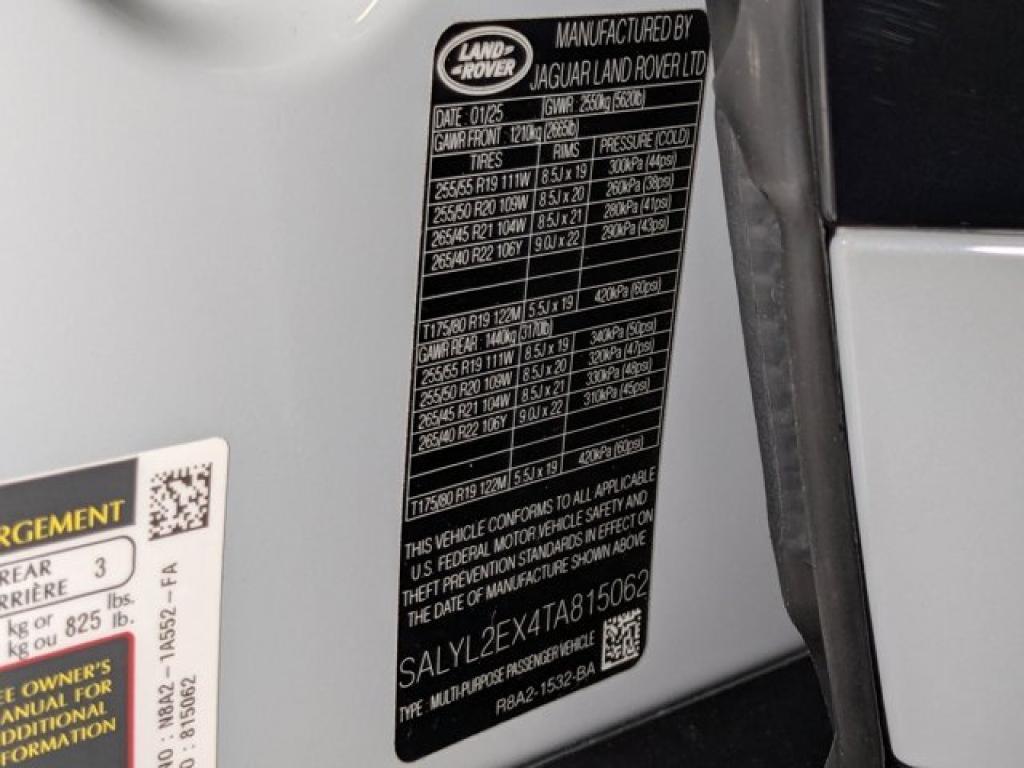 LAND
ROVER
MANUFACTURED BY
JAGUAR LAND ROVER LTD
DATE 01/25 GVWR 2550kg (5620lb)
GAWR FRONT 1210kg (2665lb)
TIRES RIMS PRESSURE (COLD)
255/55 R19 111W 8.5J x 19 300kPa (44psi)
255/50 R20 109W 8.5J x 20 260kPa (38psi)
265/45 R21 104W 8.5J x 21 280kPa (41psi)
265/40 R22 106Y 9.0J x 22 290kPa (43psi)
T175/80 R19 122M 5.5J x 19 420kPa (60psi)
GAWR REAR 1440kg (3170lb)
255/55 R19 111W 8.5J x 19 340kPa (50psi)
255/50 R20 109W 8.5J x 20 320kPa (47psi)
265/45 R21 104W 8.5J x 21 330kPa (48psi)
265/40 R22 106Y 9.0J x 22 310kPa (45psi)
T175/80 R19 122M 5.5J x 19 420kPa (60psi)
THIS VEHICLE CONFORMS TO ALL APPLICABLE
U.S. FEDERAL MOTOR VEHICLE SAFETY AND
THEFT PREVENTION STANDARDS IN EFFECT ON
THE DATE OF MANUFACTURE SHOWN ABOVE
SALYL2EX4TA815062
TYPE : MULTI-PURPOSE PASSENGER VEHICLE
R8A2-1532-BA
RGEMENT
REAR 3
RRIÈRE
kg or 825 lbs.
kg ou lb.
EE OWNER'S
ANUAL FOR
DDITIONAL
FORMATION
NO : N8A2-1A552-FA
O : 815062